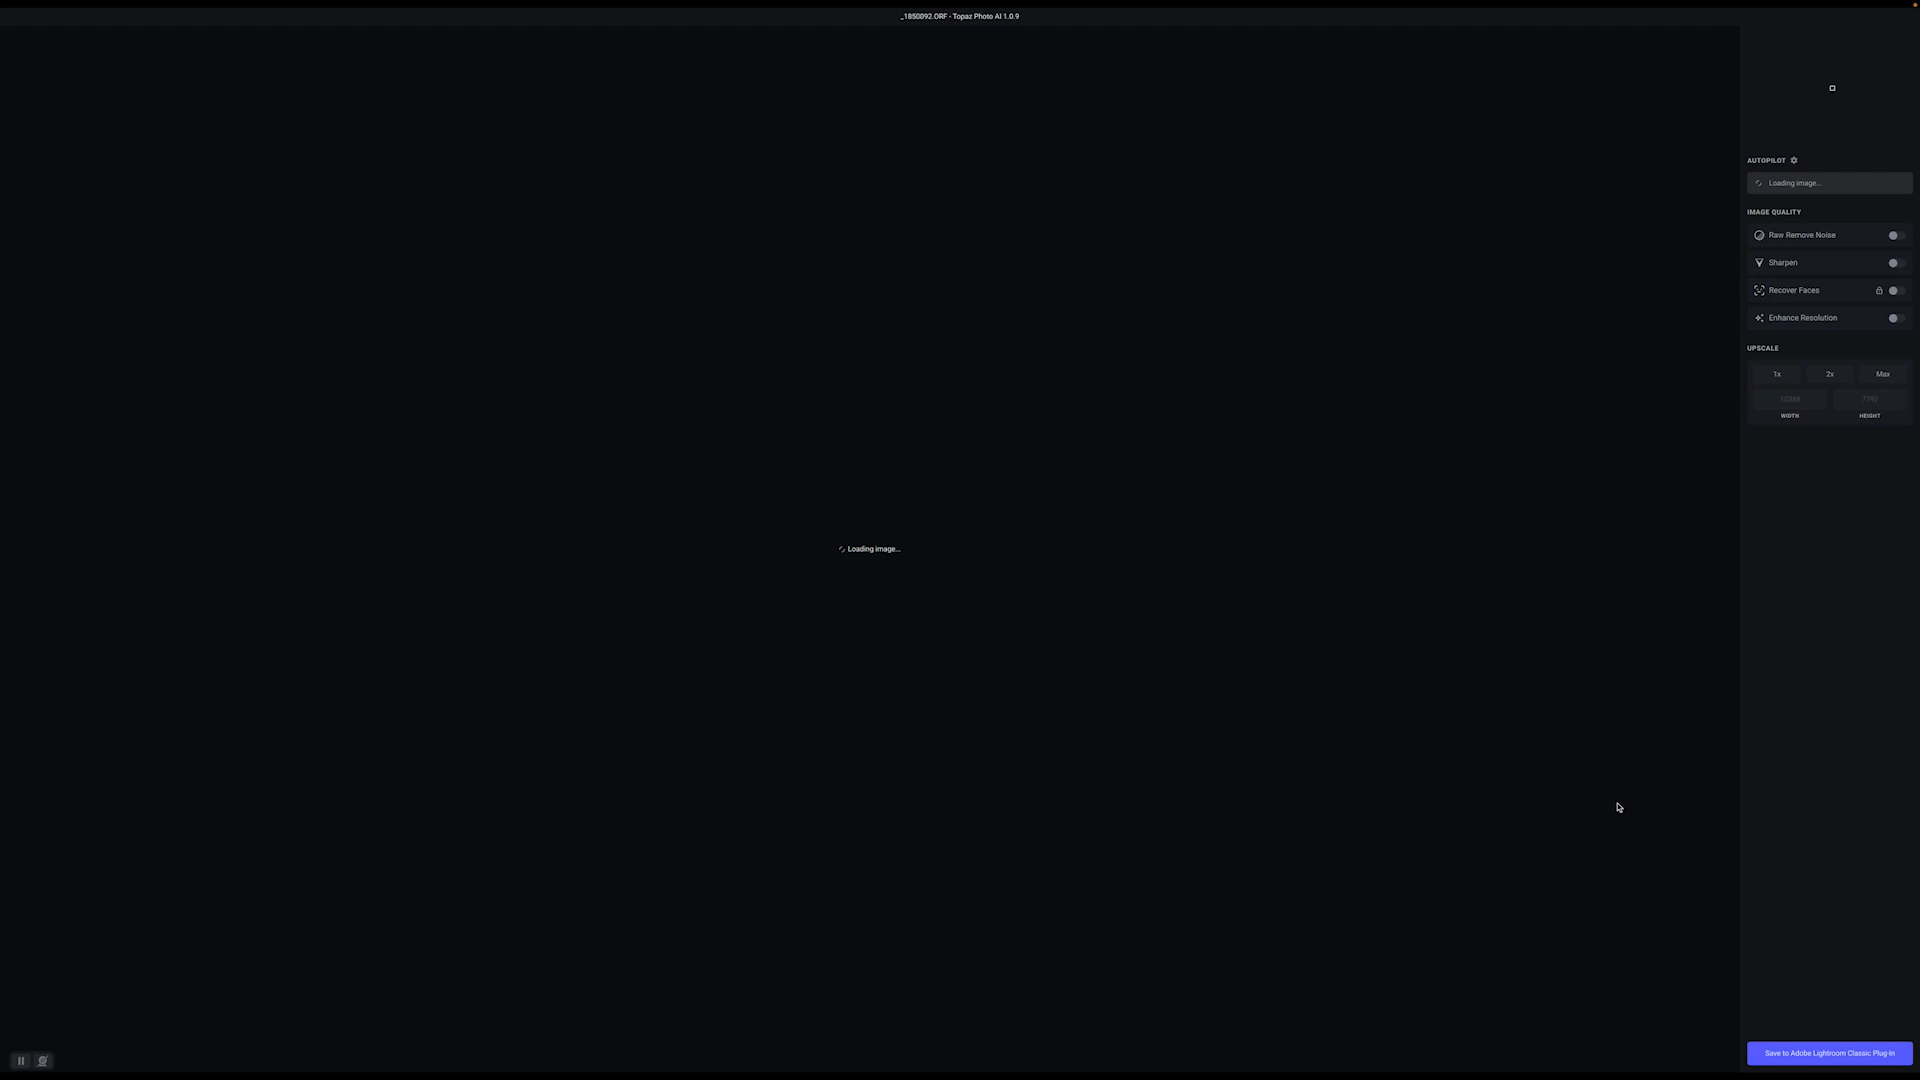 _1850092.ORF - Topaz Photo AI 1.0.9
AUTOPILOT
Loading image...
IMAGE QUALITY
Raw Remove Noise
Sharpen
Recover Faces
Enhance Resolution
UPSCALE
1x 2x Max
7792
WIDTH HEIGHT
Loading image...
Save to Adobe Lightroom Classic Plug-In